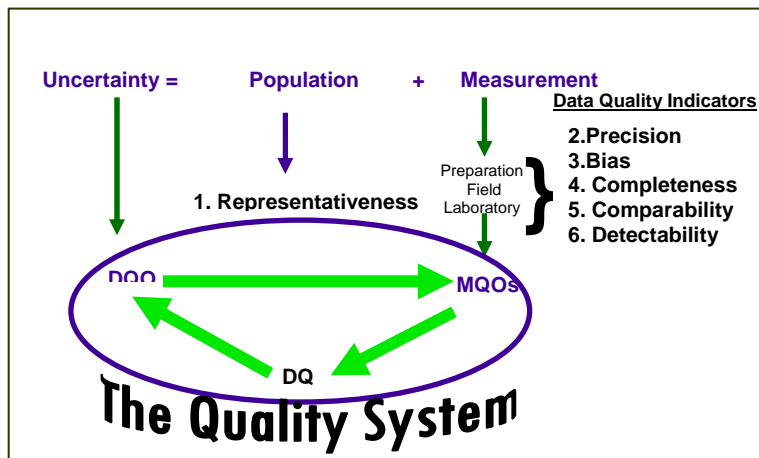 Uncertainty = Population + Measurement
Data Quality Indicators
2.Precision
3.Bias
4. Completeness
5. Comparability
6. Detectability
Preparation
Field
Laboratory
}
1. Representativeness
DQO
MQOs
DQ
The Quality System